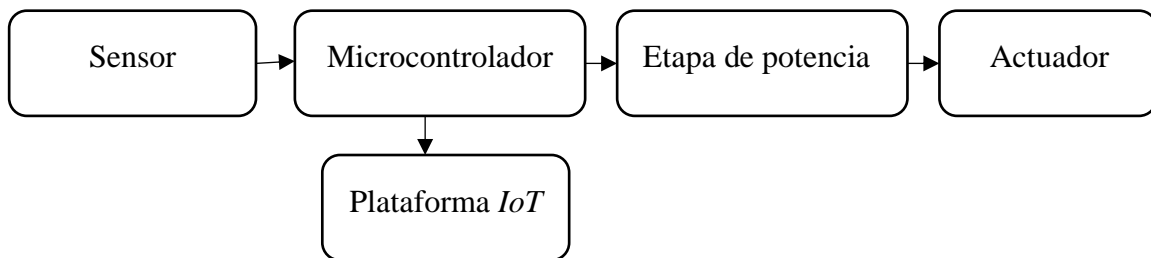 Sensor
Microcontrolador
Etapa de potencia
Actuador
Plataforma IoT